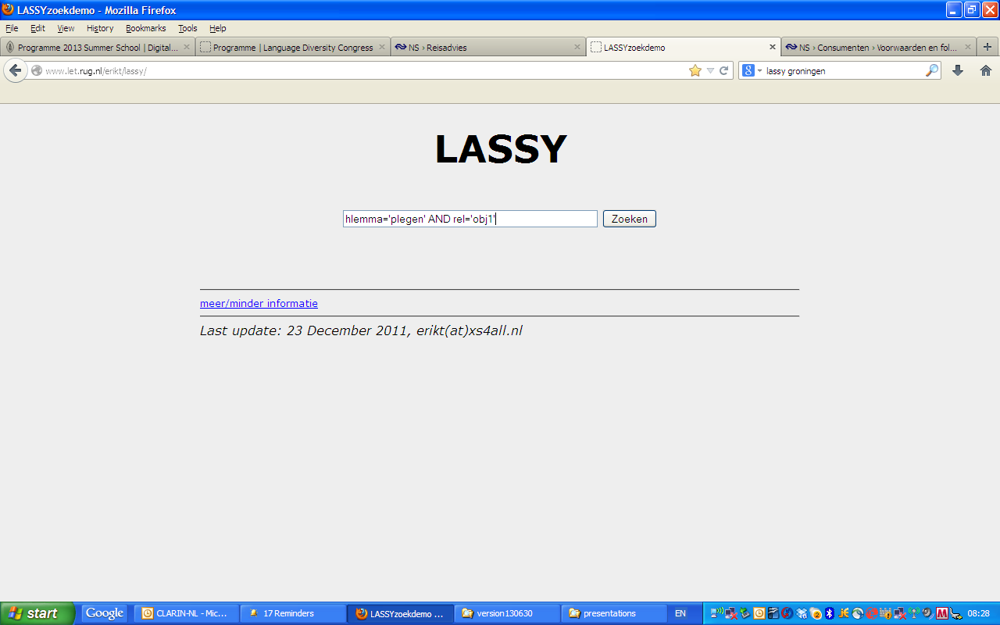 LASSYzoekdemo - Mozilla Firefox
File Edit View History Bookmarks Tools Help
Programme 2013 Summer School | Digital... Programme | Language Diversity Congress NS › Reisadvies LASSYzoekdemo NS › Consumenten › Voorwaarden en fol...
www.let.rug.nl/erikt/lassy/ lassy groningen
LASSY
hlemma='plegen' AND rel='obj1' Zoeken
meer/minder informatie
Last update: 23 December 2011, erikt(at)xs4all.nl
start Google CLARIN-NL - Mic... 17 Reminders LASSYzoekdemo ... version130630 presentations EN 08:28